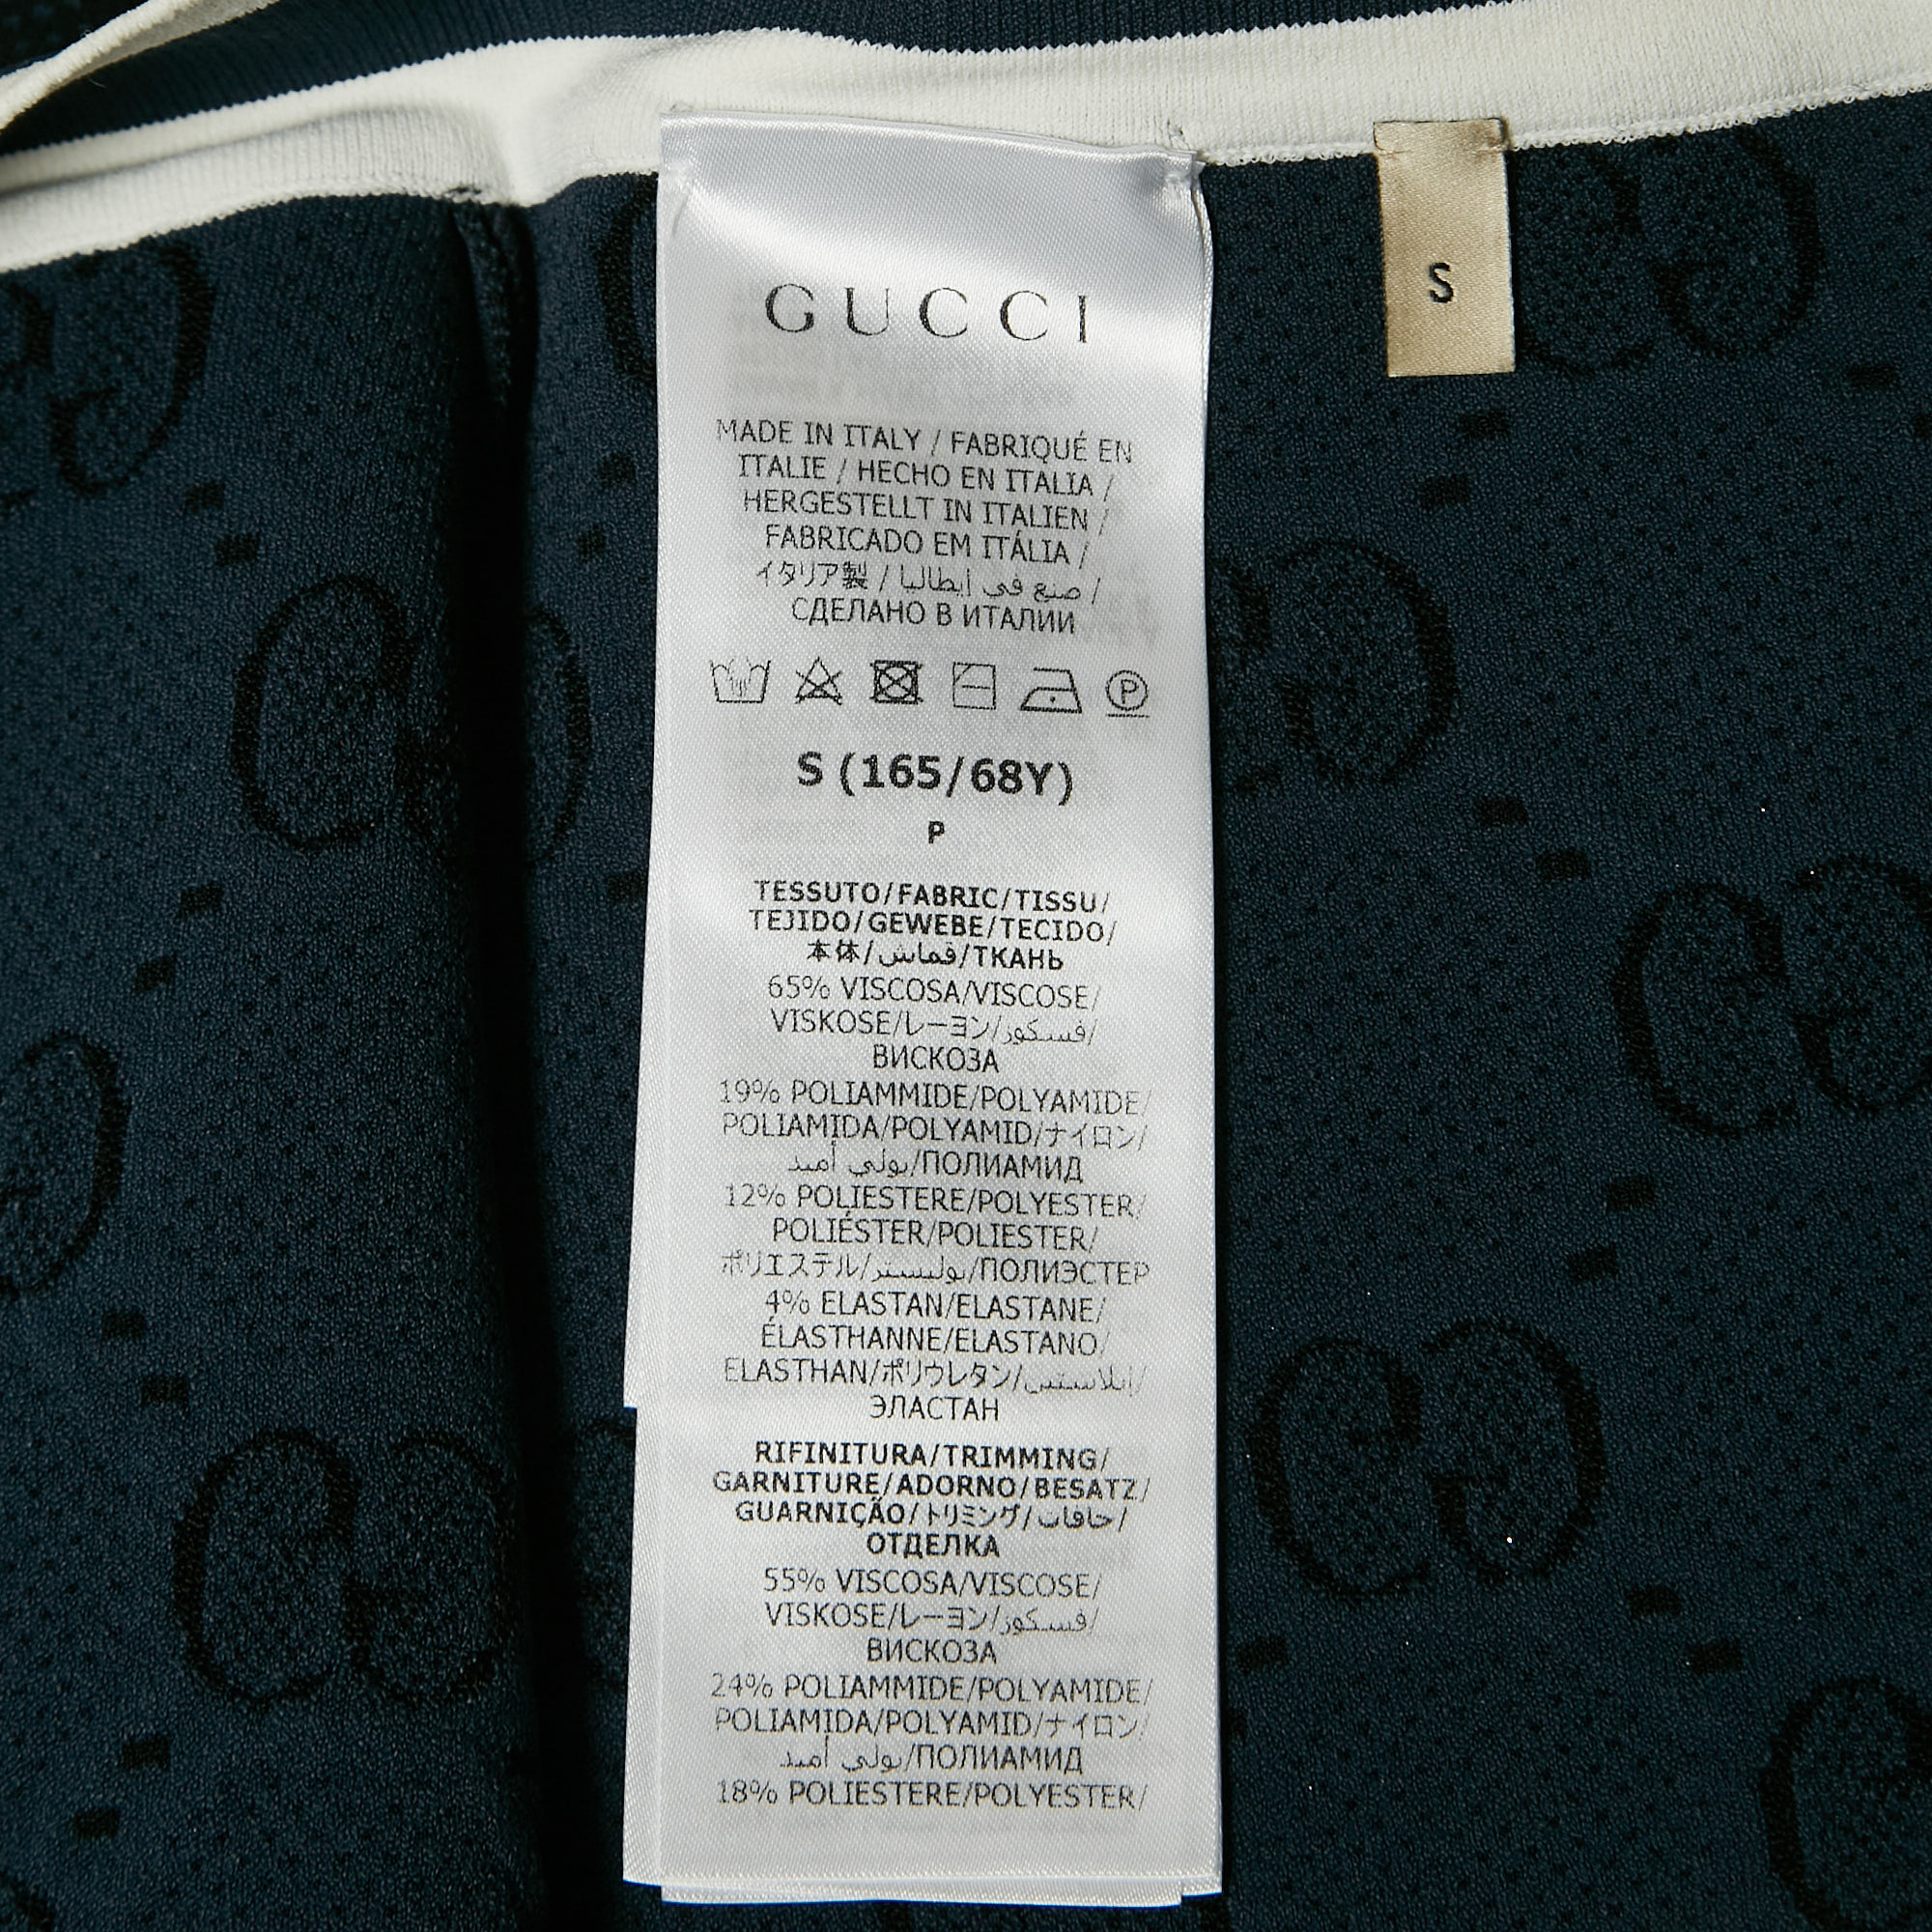 GUCCI
S
MADE IN ITALY / FABRIQUÉ EN
ITALIE / HECHO EN ITALIA /
HERGESTELLT IN ITALIEN /
FABRICADO EM ITÁLIA /
イタリア製 / صنع في إيطاليا /
СДЕЛАНО В ИТАЛИИ
P
S (165/68Y)
P
TESSUTO/FABRIC/TISSU/
TEJIDO/GEWEBE/TECIDO/
本体/قماش/ТКАНЬ
65% VISCOSA/VISCOSE/
VISKOSE/レーヨン/فسكوز/
ВИСКОЗА
19% POLIAMMIDE/POLYAMIDE/
POLIAMIDA/POLYAMID/ナイロン/
بولي أميد/ПОЛИАМИД
12% POLIESTERE/POLYESTER/
POLIÉSTER/POLIESTER/
ポリエステル/بوليستر/ПОЛИЭСТЕР
4% ELASTAN/ELASTANE/
ÉLASTHANNE/ELASTANO/
ELASTHAN/ポリウレタン/إيلاستين/
ЭЛАСТАН
RIFINITURA/TRIMMING/
GARNITURE/ADORNO/BESATZ/
GUARNIÇÃO/トリミング/حافات/
ОТДЕЛКА
55% VISCOSA/VISCOSE/
VISKOSE/レーヨン/فسكوز/
ВИСКОЗА
24% POLIAMMIDE/POLYAMIDE/
POLIAMIDA/POLYAMID/ナイロン/
بولي أميد/ПОЛИАМИД
18% POLIESTERE/POLYESTER/